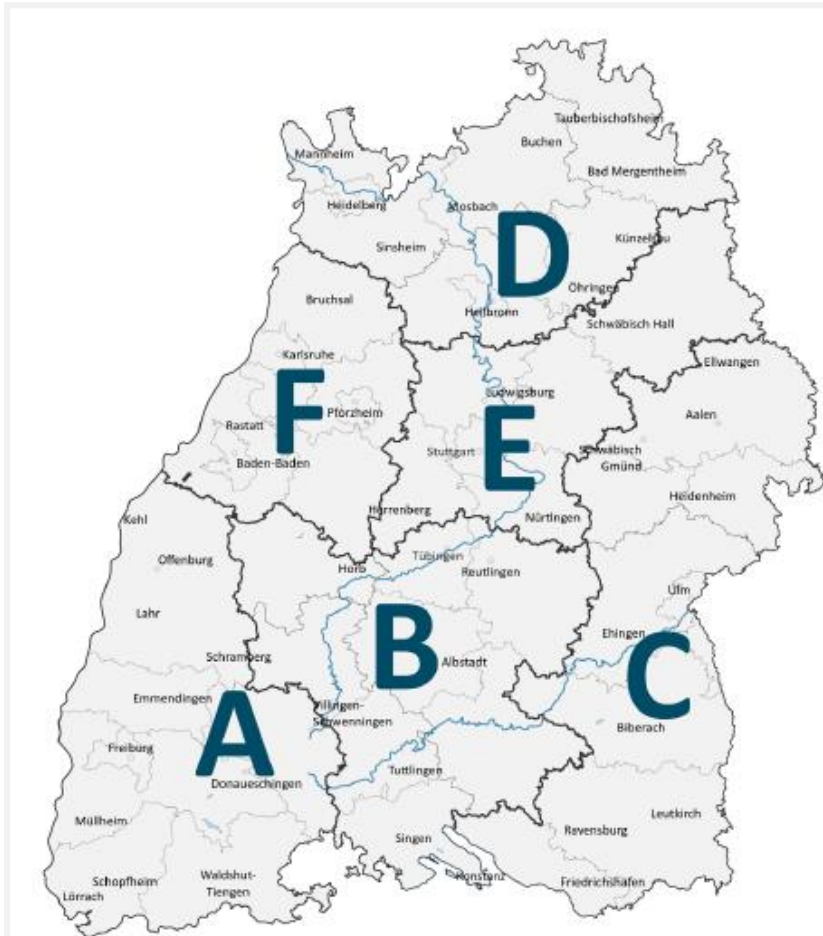 Tauberbischofsheim
Buchen
Mannheim
Bad Mergentheim
Heidelberg
Mosbach
D
Künzelsau
Sinsheim
Öhringen
Bruchsal
Heilbronn
Schwäbisch Hall
Karlsruhe
Ellwangen
Ludwigsburg
F
Pforzheim
Aalen
Rastatt
E
Stuttgart
Schwäbisch
Gmünd
Baden-Baden
Heidenheim
Herrenberg
Nürtingen
Kehl
Tübingen
Offenburg
Horb
Reutlingen
Ulm
Lahr
Ehingen
B
C
Schramberg
Albstadt
Emmendingen
Villingen-
Schwenningen
Biberach
A
Freiburg
Donaueschingen
Tuttlingen
Müllheim
Leutkirch
Ravensburg
Singen
Schopfheim
Waldshut-
Tiengen
Konstanz
Friedrichshafen
Lörrach